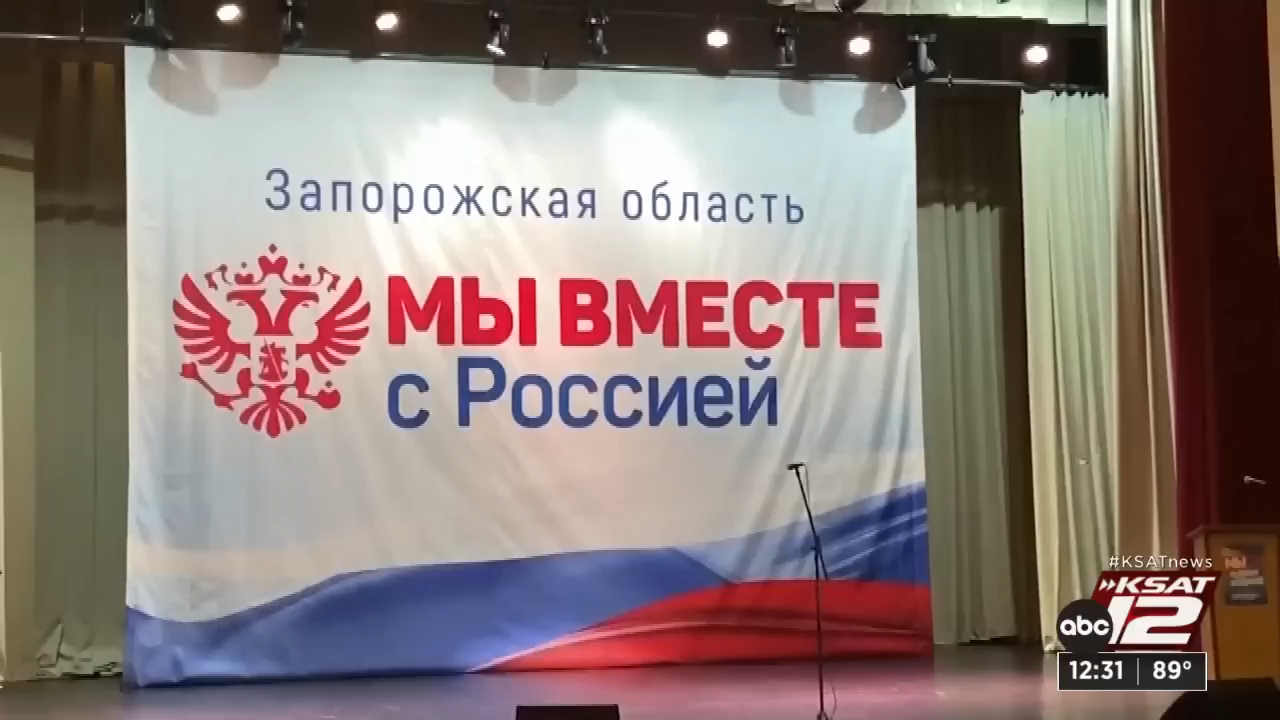 Запорожская область
МЫ ВМЕСТЕ
с Россией
#KSATnews
KSAT
abc 12
12:31 89°